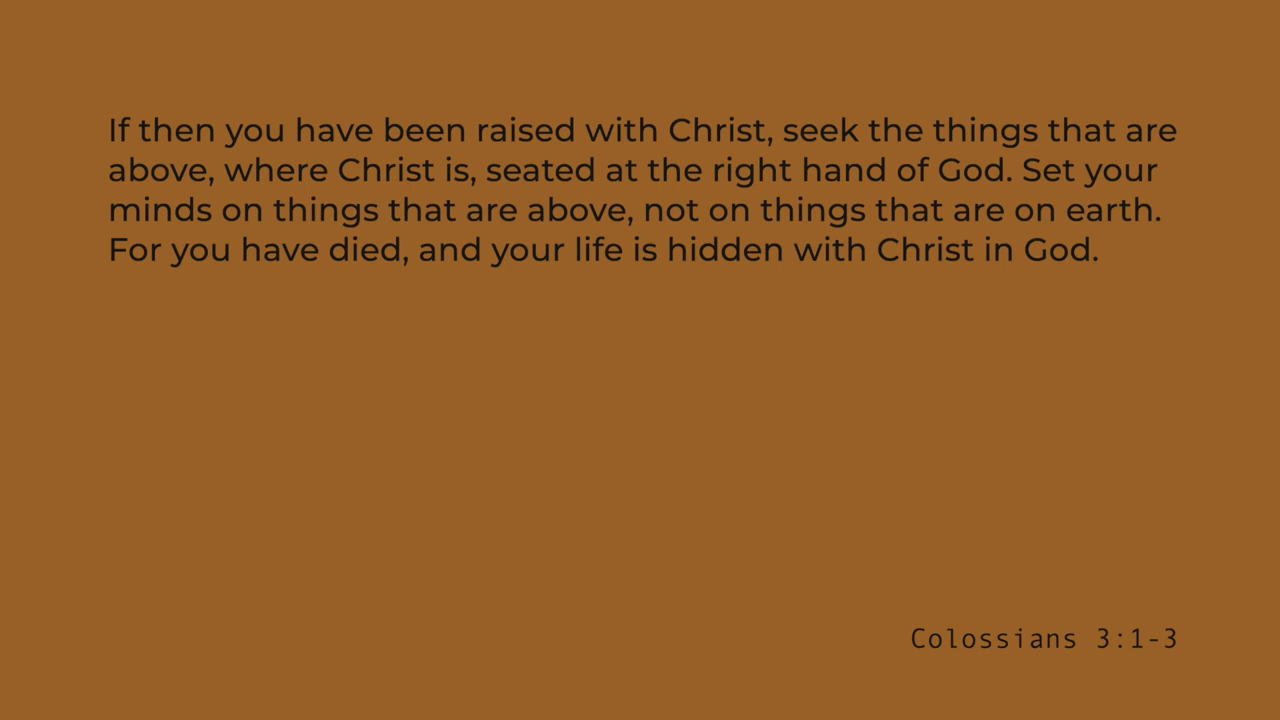 If then you have been raised with Christ, seek the things that are
above, where Christ is, seated at the right hand of God. Set your
minds on things that are above, not on things that are on earth.
For you have died, and your life is hidden with Christ in God.
Colossians 3:1-3